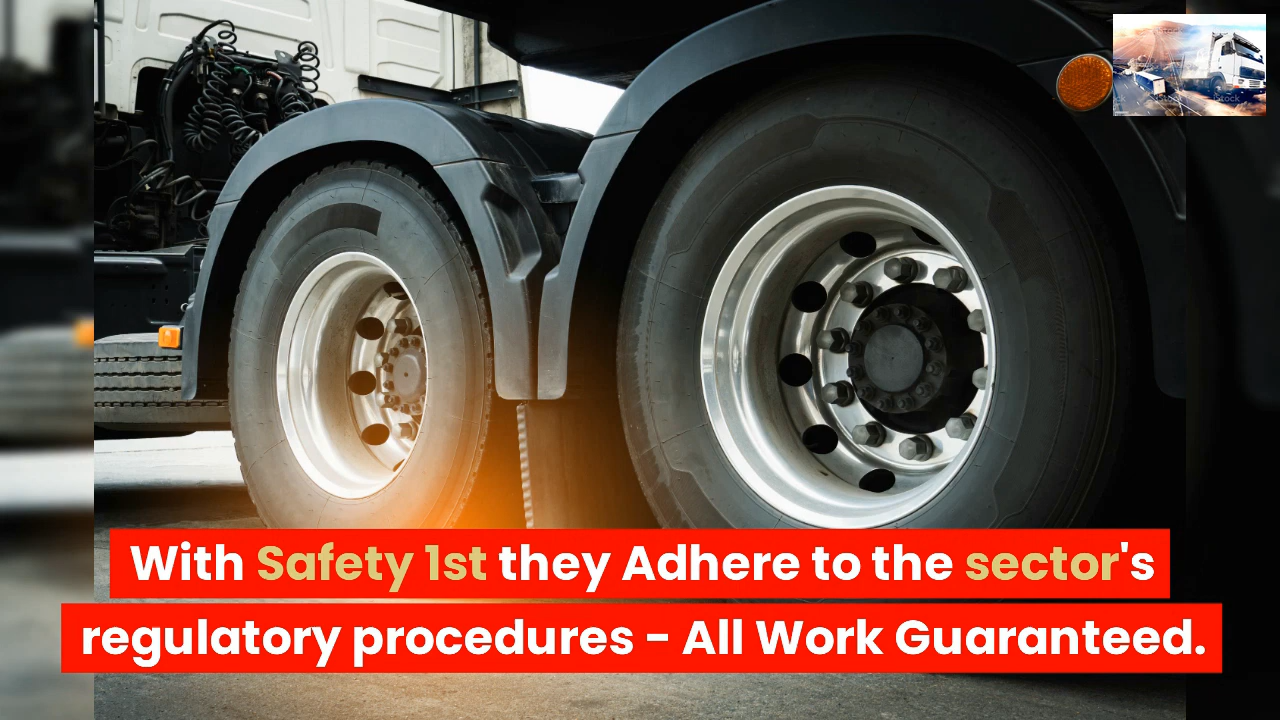 With Safety 1st they Adhere to the sector's
regulatory procedures - All Work Guaranteed.